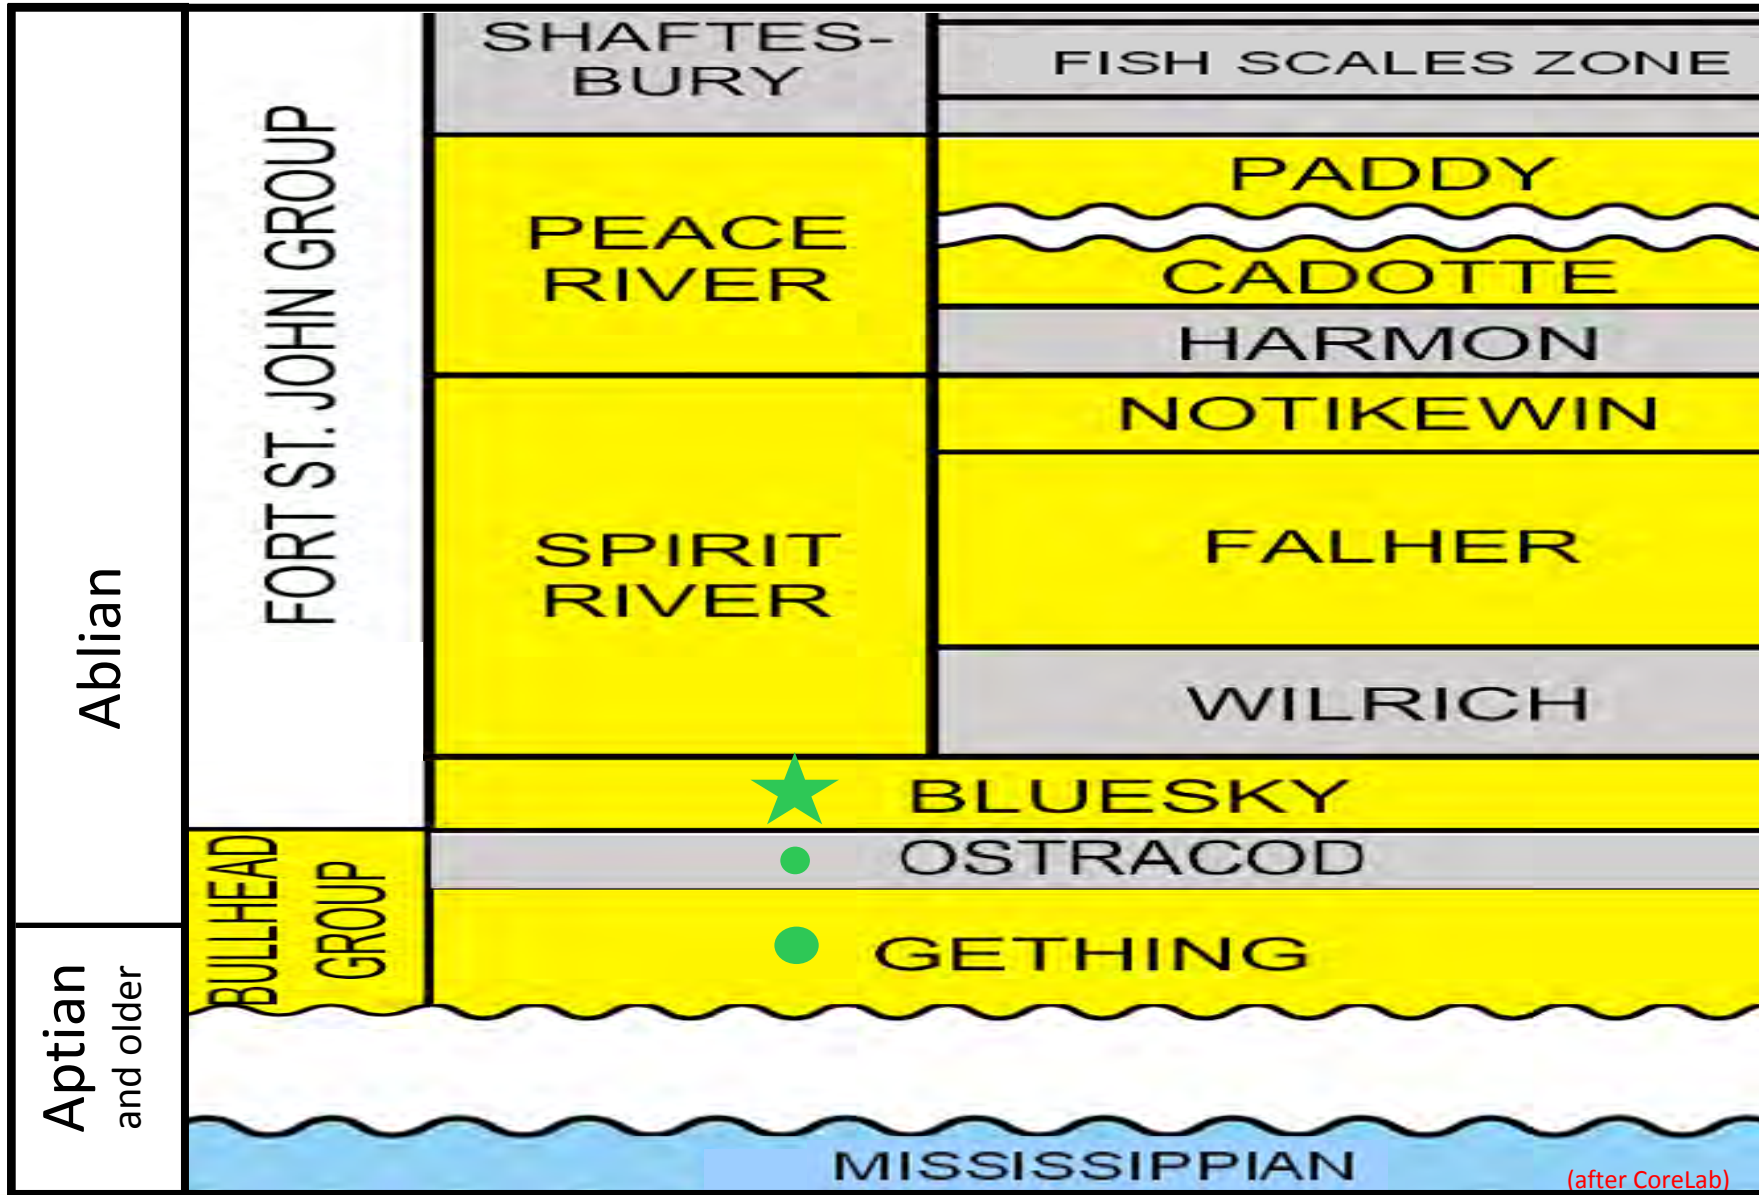 Ablian
Aptian
and older
FORT ST. JOHN GROUP
BULLHEAD
GROUP
SHAFTES-
BURY
FISH SCALES ZONE
PEACE
RIVER
PADDY
CADOTTE
HARMON
SPIRIT
RIVER
NOTIKEWIN
FALHER
WILRICH
BLUESKY
OSTRACOD
GETHING
MISSISSIPPIAN
(after CoreLab)